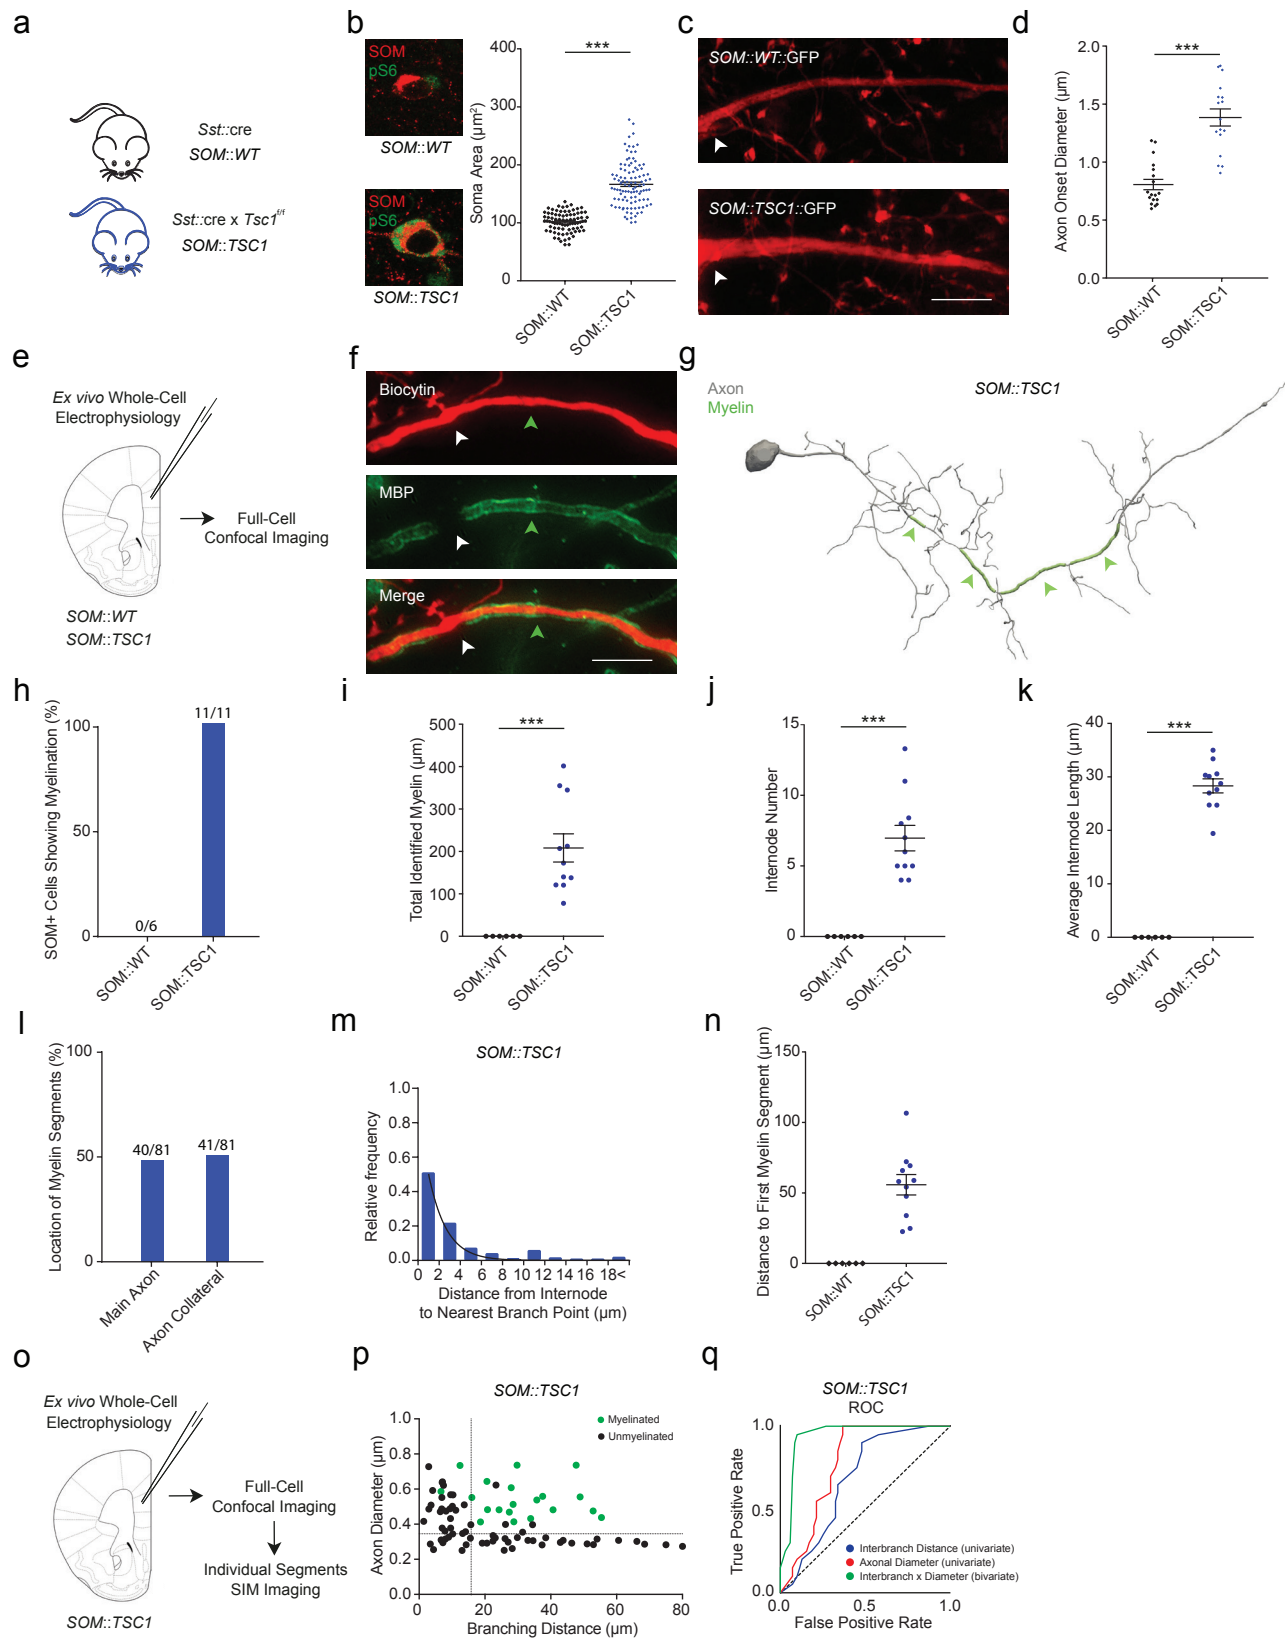 a
Sst::cre
SOM::WT
Sst::cre x Tsc1f/f
SOM::TSC1
b
SOM
pS6
SOM::WT
SOM
pS6
SOM::TSC1
***
Soma Area (µm²)
400
300
200
100
0
SOM::WT
SOM::TSC1
c
SOM::WT::GFP
SOM::TSC1::GFP
d
***
Axon Onset Diameter (µm)
2.0
1.5
1.0
0.5
0.0
SOM::WT
SOM::TSC1
e
Ex vivo Whole-Cell
Electrophysiology
Full-Cell
Confocal Imaging
SOM::WT
SOM::TSC1
f
Biocytin
MBP
Merge
g
Axon
Myelin
SOM::TSC1
h
SOM+ Cells Showing Myelination (%)
100
50
0
0/6
11/11
SOM::WT
SOM::TSC1
i
***
Total Identified Myelin (µm)
500
400
300
200
100
0
SOM::WT
SOM::TSC1
j
***
Internode Number
15
10
5
0
SOM::WT
SOM::TSC1
k
***
Average Internode Length (µm)
40
30
20
10
0
SOM::WT
SOM::TSC1
l
Location of Myelin Segments (%)
100
50
0
40/81
41/81
Main Axon
Axon Collateral
m
SOM::TSC1
Relative frequency
1.0
0.8
0.6
0.4
0.2
0.0
0 2 4 6 8 10 12 14 16 18<
Distance from Internode
to Nearest Branch Point (µm)
n
Distance to First Myelin Segment (µm)
150
100
50
0
SOM::WT
SOM::TSC1
o
Ex vivo Whole-Cell
Electrophysiology
Full-Cell
Confocal Imaging
Individual Segments
SIM Imaging
SOM::TSC1
p
SOM::TSC1
Myelinated
Unmyelinated
Axon Diameter (µm)
1.0
0.8
0.6
0.4
0.2
0.0
0 20 40 60 80
Branching Distance (µm)
q
SOM::TSC1
ROC
True Positive Rate
1.0
0.5
0.0
Interbranch Distance (univariate)
Axonal Diameter (univariate)
Interbranch x Diameter (bivariate)
0.0 0.5 1.0
False Positive Rate